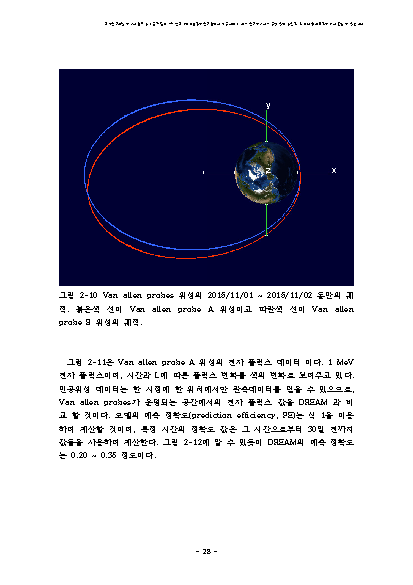 y
x
z
그림 2-10 Van allen probes 위성의 2015/11/01 ~ 2015/11/02 동안의 궤
적. 붉은색 선이 Van allen probe A 위성이고 파란색 선이 Van allen
probe B 위성의 궤적.
그림 2-11은 Van allen probe A 위성의 전자 플럭스 데이터 이다. 1 MeV
전자 플럭스이며, 시간과 L에 따른 플럭스 변화를 색의 변화로 보여주고 있다.
인공위성 데이터는 한 시점에 한 위치에서만 관측데이터를 얻을 수 있으므로,
Van allen probes가 운영되는 공간에서의 전자 플럭스 값을 DREAM 과 비
교 할 것이다. 모델의 예측 정확도(prediction efficiency, PE)는 식 1을 이용
하여 계산할 것이며, 특정 시간의 정확도 값은 그 시간으로부터 30일 전까지
값들을 사용하여 계산한다. 그림 2-12에 알 수 있듯이 DREAM의 예측 정확도
는 0.20 ~ 0.35 정도이다.
- 28 -